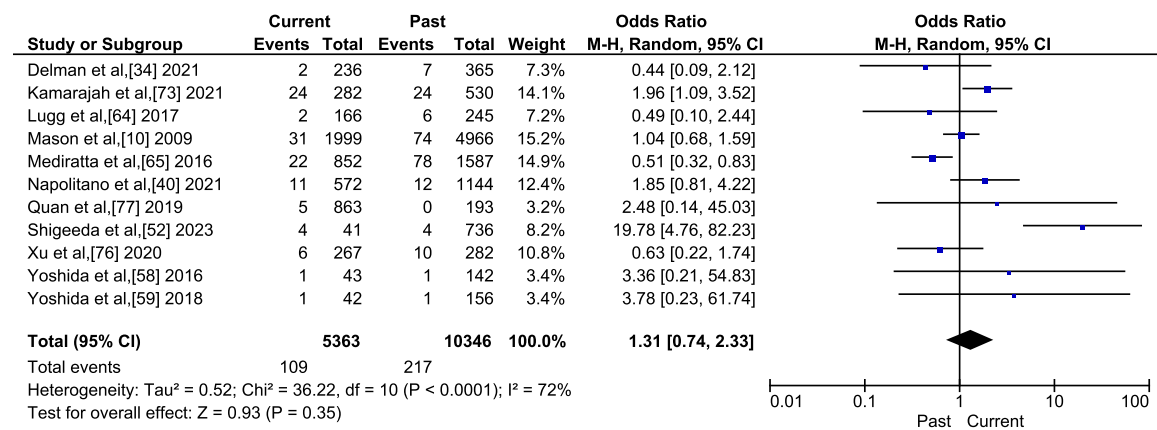 Current Past Odds Ratio Odds Ratio
Study or Subgroup Events Total Events Total Weight M-H, Random, 95% CI M-H, Random, 95% CI
Delman et al,[34] 2021 2 236 7 365 7.3% 0.44 [0.09, 2.12]
Kamarajah et al,[73] 2021 24 282 24 530 14.1% 1.96 [1.09, 3.52]
Lugg et al,[64] 2017 2 166 6 245 7.2% 0.49 [0.10, 2.44]
Mason et al,[10] 2009 31 1999 74 4966 15.2% 1.04 [0.68, 1.59]
Mediratta et al,[65] 2016 22 852 78 1587 14.9% 0.51 [0.32, 0.83]
Napolitano et al,[40] 2021 11 572 12 1144 12.4% 1.85 [0.81, 4.22]
Quan et al,[77] 2019 5 863 0 193 3.2% 2.48 [0.14, 45.03]
Shigeeda et al,[52] 2023 4 41 4 736 8.2% 19.78 [4.76, 82.23]
Xu et al,[76] 2020 6 267 10 282 10.8% 0.63 [0.22, 1.74]
Yoshida et al,[58] 2016 1 43 1 142 3.4% 3.36 [0.21, 54.83]
Yoshida et al,[59] 2018 1 42 1 156 3.4% 3.78 [0.23, 61.74]
Total (95% CI) 5363 10346 100.0% 1.31 [0.74, 2.33]
Total events 109 217
Heterogeneity: Tau² = 0.52; Chi² = 36.22, df = 10 (P < 0.0001); I² = 72%
Test for overall effect: Z = 0.93 (P = 0.35)
0.01 0.1 1 10 100
Past Current